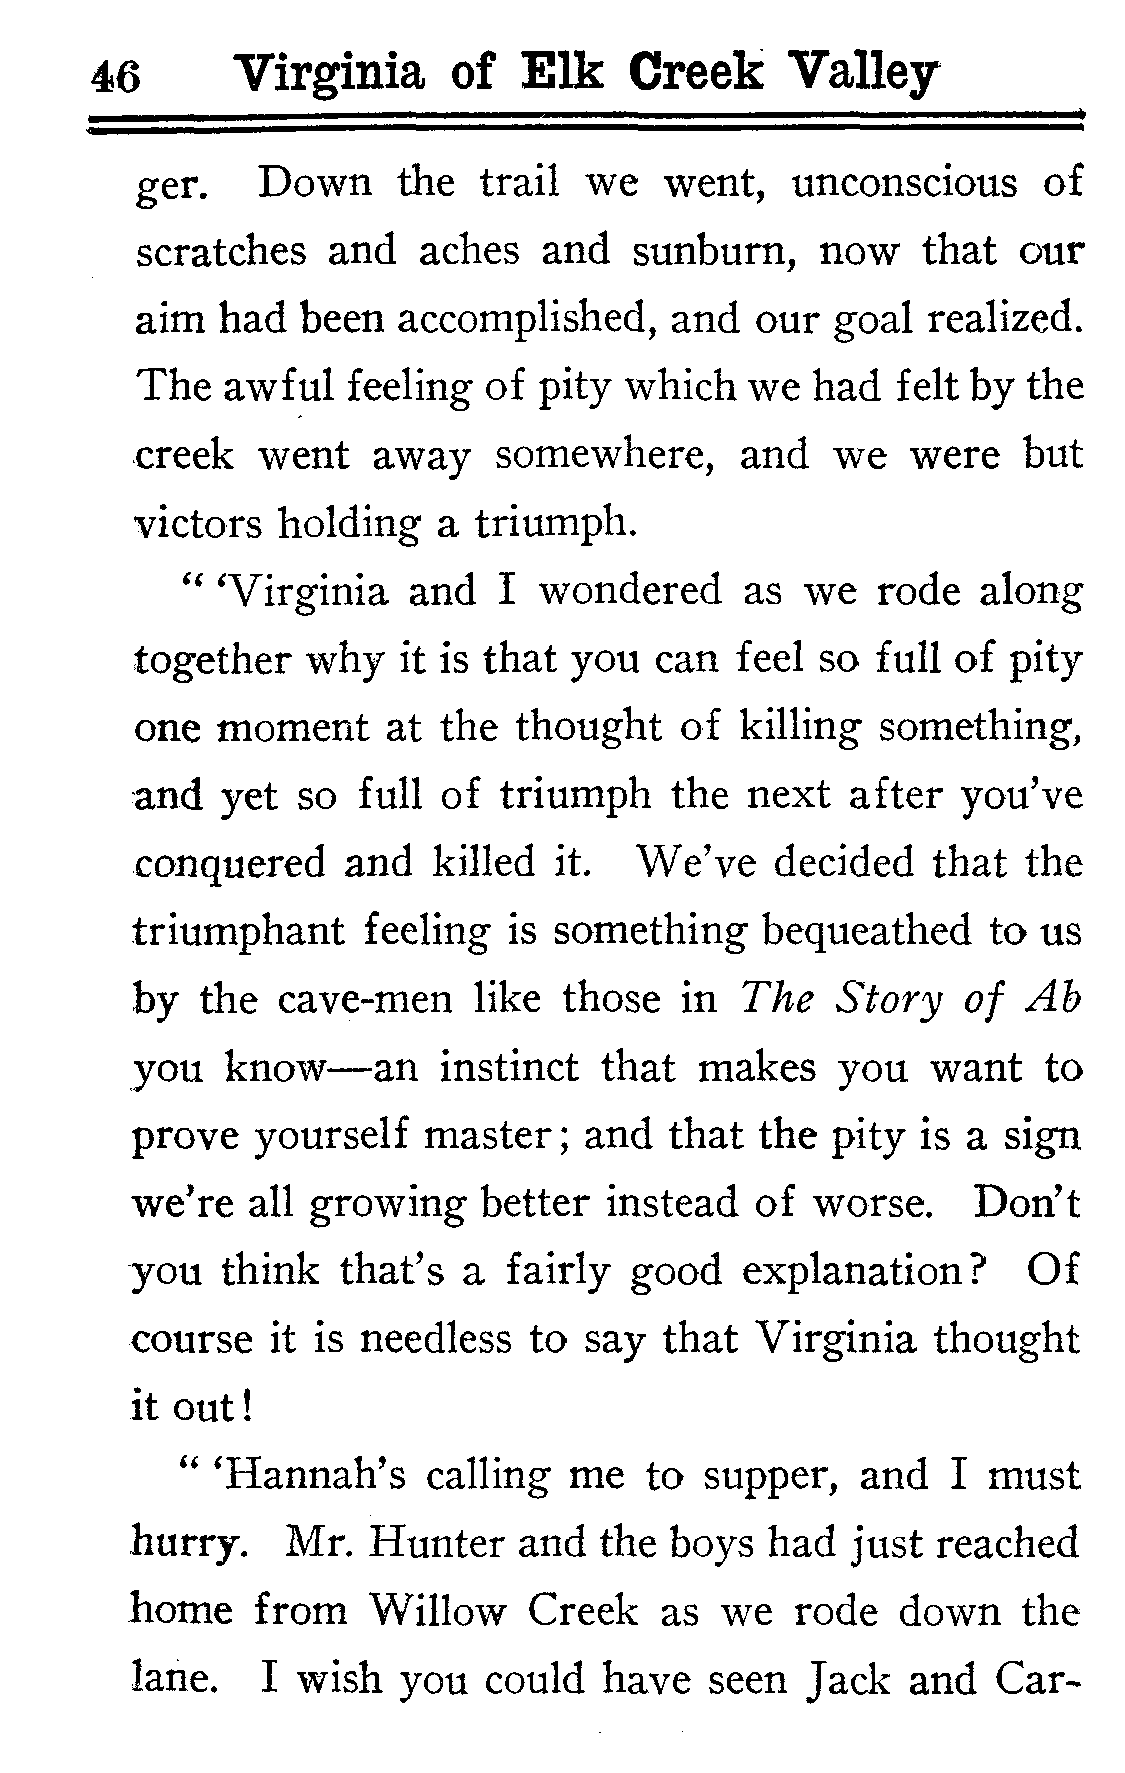 46 Virginia of Elk Creek Valley
ger. Down the trail we went, unconscious of
scratches and aches and sunburn, now that our
aim had been accomplished, and our goal realized.
The awful feeling of pity which we had felt by the
creek went away somewhere, and we were but
victors holding a triumph.
“ ‘Virginia and I wondered as we rode along
together why it is that you can feel so full of pity
one moment at the thought of killing something,
and yet so full of triumph the next after you’ve
conquered and killed it. We’ve decided that the
triumphant feeling is something bequeathed to us
by the cave-men like those in The Story of Ab
you know—an instinct that makes you want to
prove yourself master; and that the pity is a sign
we’re all growing better instead of worse. Don’t
you think that’s a fairly good explanation? Of
course it is needless to say that Virginia thought
it out!
“ ‘Hannah’s calling me to supper, and I must
hurry. Mr. Hunter and the boys had just reached
home from Willow Creek as we rode down the
lane. I wish you could have seen Jack and Car-